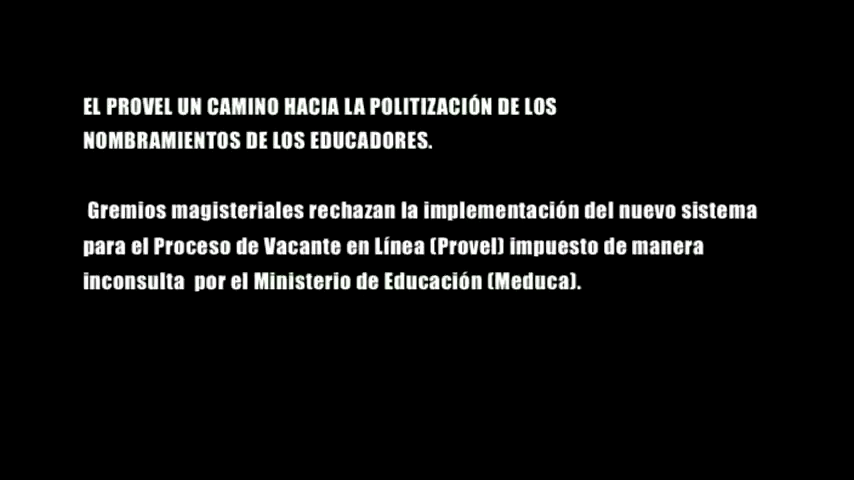 EL PROVEL UN CAMINO HACIA LA POLITIZACIÓN DE LOS
NOMBRAMIENTOS DE LOS EDUCADORES.
Gremios magisteriales rechazan la implementación del nuevo sistema
para el Proceso de Vacante en Línea (Provel) impuesto de manera
inconsulta por el Ministerio de Educación (Meduca).